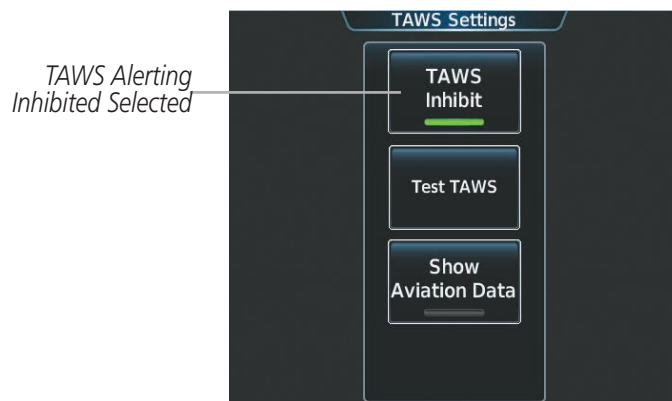 TAWS Settings
TAWS Alerting
Inhibited Selected
TAWS
Inhibit
Test TAWS
Show
Aviation Data